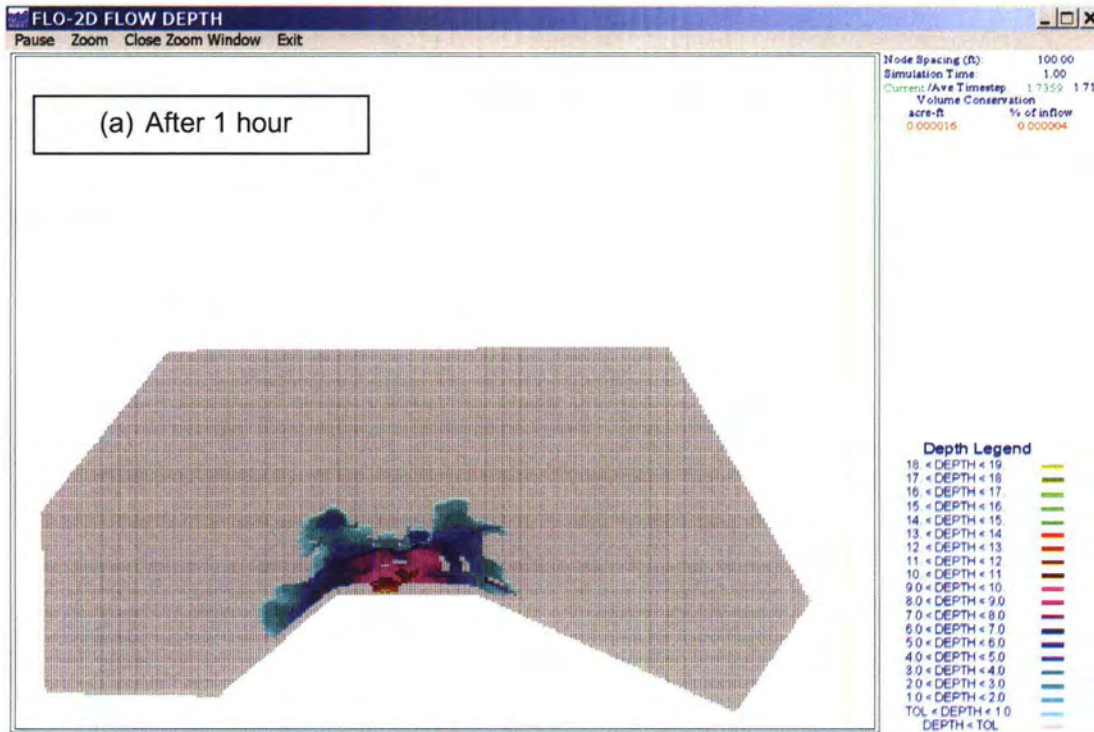 FLO-2D FLOW DEPTH
Pause Zoom Close Zoom Window Exit
(a) After 1 hour
Node Spacing (ft): 100.00
Simulation Time: 1.00
Current /Ave Timestep 1.7359 1 71
Volume Conservation
acre-ft % of inflow
0.000016 0.000004
Depth Legend
18. < DEPTH < 19.
17. < DEPTH < 18
16. < DEPTH < 17.
15. < DEPTH < 16.
14. < DEPTH < 15.
13. < DEPTH < 14
12. < DEPTH < 13.
11. < DEPTH < 12.
10. < DEPTH < 11
9.0 < DEPTH < 10.
8.0 < DEPTH < 9.0
7.0 < DEPTH < 8.0
6.0 < DEPTH < 7.0
5.0 < DEPTH < 6.0
4.0 < DEPTH < 5.0
3.0 < DEPTH < 4.0
2.0 < DEPTH < 3.0
1.0 < DEPTH < 2.0
TOL < DEPTH < 1.0
DEPTH < TOL